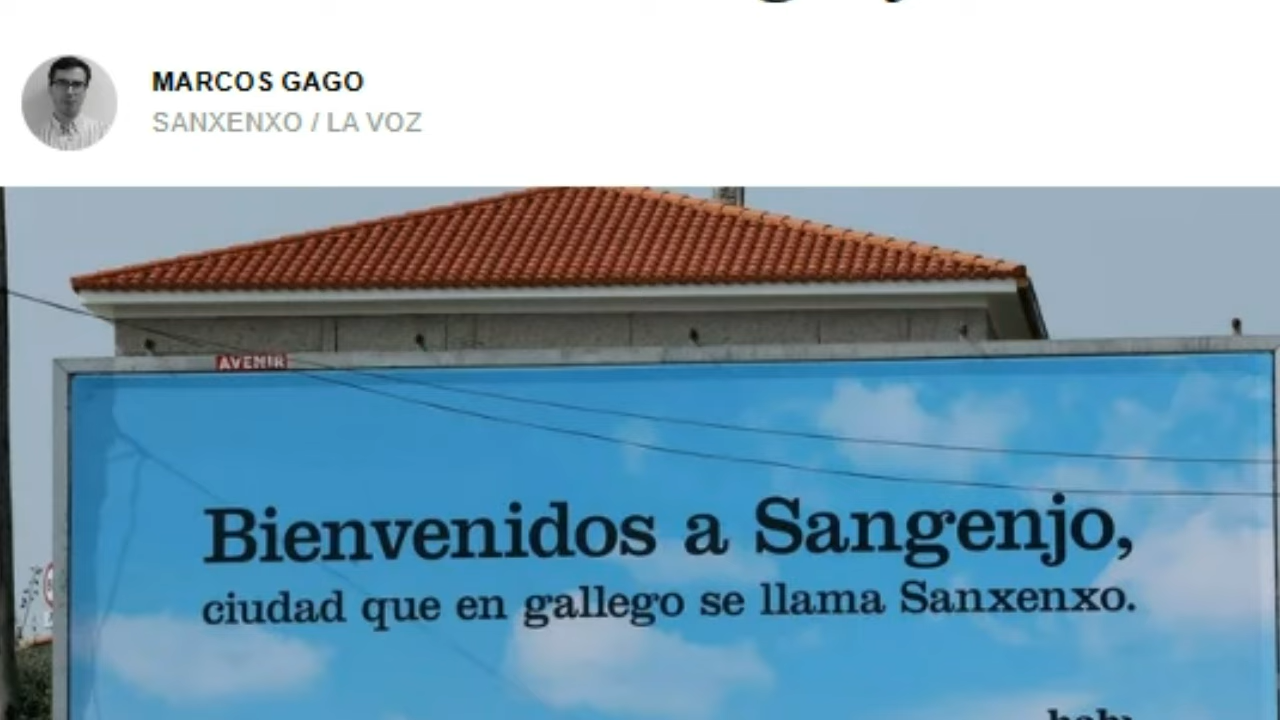 MARCOS GAGO
SANXENXO / LA VOZ
AVENIR
Bienvenidos a Sangenjo,
ciudad que en gallego se llama Sanxenxo.